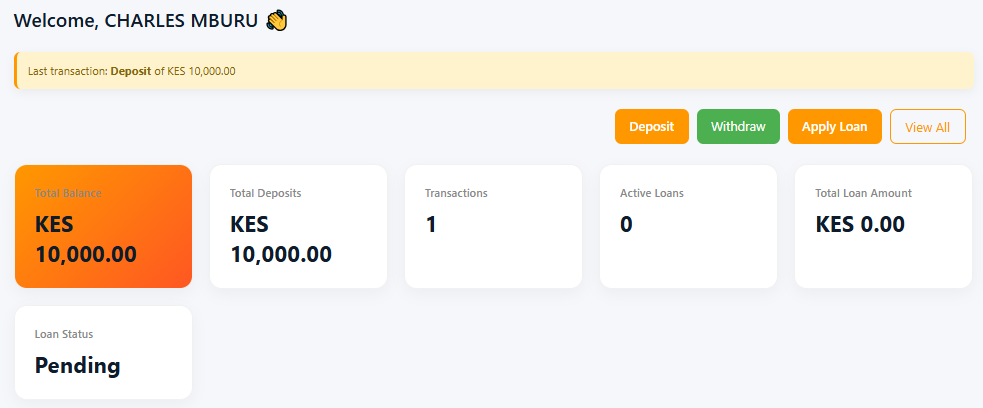 Welcome, CHARLES MBURU 👋
Last transaction: Deposit of KES 10,000.00
Deposit
Withdraw
Apply Loan
View All
Total Balance
KES
10,000.00
Total Deposits
KES
10,000.00
Transactions
1
Active Loans
0
Total Loan Amount
KES 0.00
Loan Status
Pending